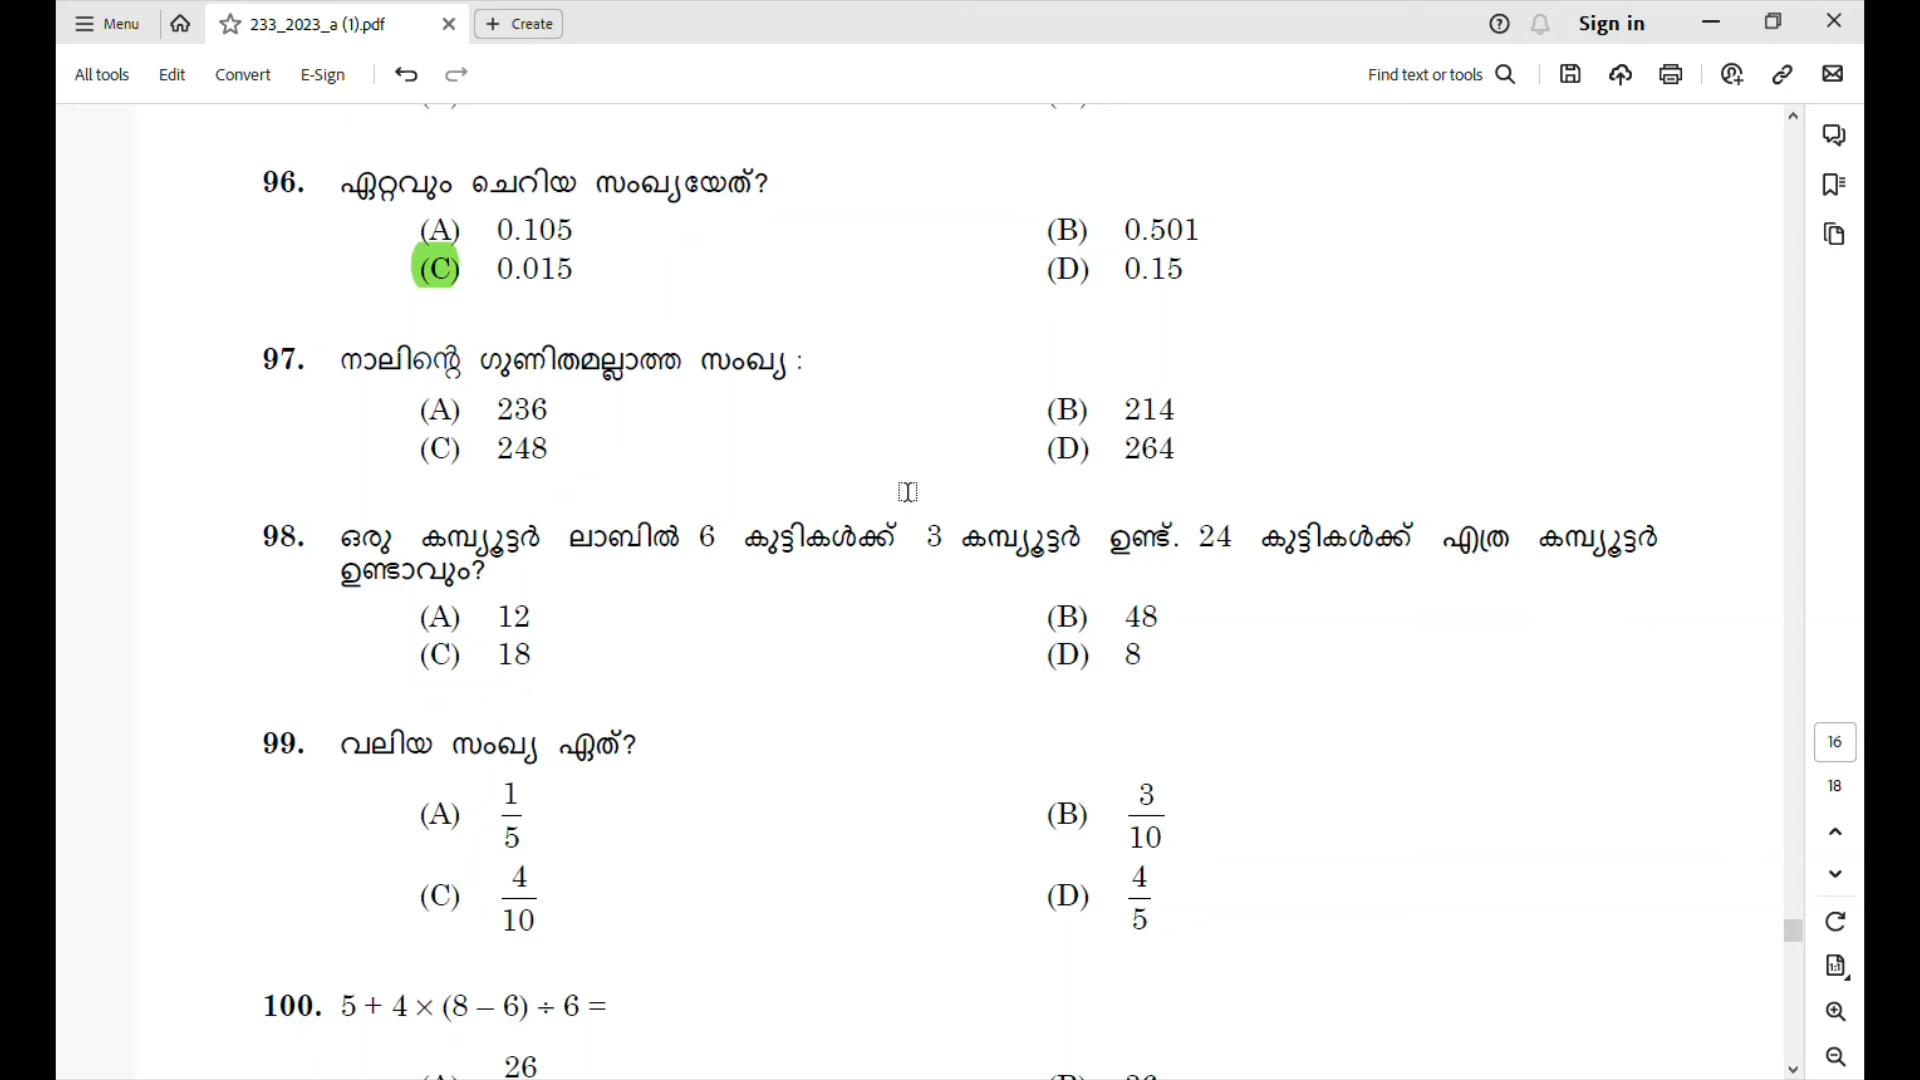 Menu 233_2023_a (1).pdf Create Sign in
All tools Edit Convert E-Sign Find text or tools
96. ഏറ്റവും ചെറിയ സംഖ്യയേത്?
(A) 0.105 (B) 0.501
(C) 0.015 (D) 0.15
97. നാലിന്റെ ഗുണിതമല്ലാത്ത സംഖ്യ :
(A) 236 (B) 214
(C) 248 (D) 264
98. ഒരു കമ്പ്യൂട്ടർ ലാബിൽ 6 കുട്ടികൾക്ക് 3 കമ്പ്യൂട്ടർ ഉണ്ട്. 24 കുട്ടികൾക്ക് എത്ര കമ്പ്യൂട്ടർ
ഉണ്ടാവും?
(A) 12 (B) 48
(C) 18 (D) 8
99. വലിയ സംഖ്യ ഏത്?
(A) 1/5 (B) 3/10
(C) 4/10 (D) 4/5
100. 5 + 4 × (8 – 6) ÷ 6 =
26
16
18